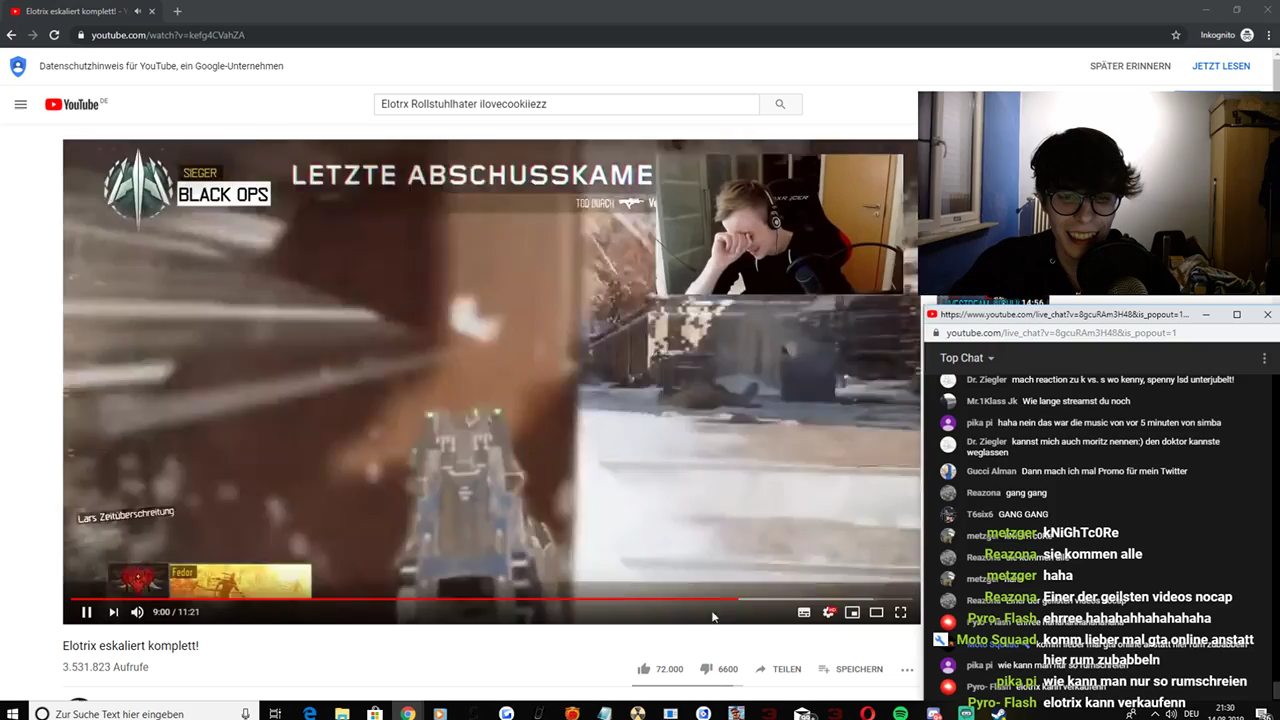 Elotrix eskaliert komplett! -
youtube.com/watch?v=kefg4CVahZA
Inkognito
Datenschutzhinweis für YouTube, ein Google-Unternehmen
SPÄTER ERINNERN
JETZT LESEN
YouTube DE
Elotrx Rollstuhlhater ilovecookiiezz
SIEGER
BLACK OPS
LETZTE ABSCHUSSKAME
TOD DURCH
Lars Zeitüberschreitung
Fedor
9:00 / 11:21
Elotrix eskaliert komplett!
3.531.823 Aufrufe
72.000
6600
TEILEN
SPEICHERN
14:56
https://www.youtube.com/live_chat?v=8gcuRAm3H48&is_popout=1...
youtube.com/live_chat?v=8gcuRAm3H48&is_popout=1
Top Chat
Dr. Ziegler mach reaction zu k vs. s wo kenny, spenny lsd unterjubelt!
Mr.1Klass Jk Wie lange streamst du noch
pika pi haha nein das war die music von vor 5 minuten von simba
Dr. Ziegler kannst mich auch moritz nennen:) den doktor kannste
weglassen
Gucci Alman Dann mach ich mal Promo für mein Twitter
Reazona gang gang
T6six6 GANG GANG
metzger kNiGhTc0Re
Reazona sie kommen alle
metzger haha
Reazona Einer der geilsten videos nocap
Pyro- Flash ehrree hahahahhahahahaha
Moto Squaad komm lieber mal gta online anstatt
hier rum zubabbeln
pika pi wie kann man nur so rumschreien
Pyro- Flash elotrix kann verkaufenn
Zur Suche Text hier eingeben
DEU
21:30
14.08.2019